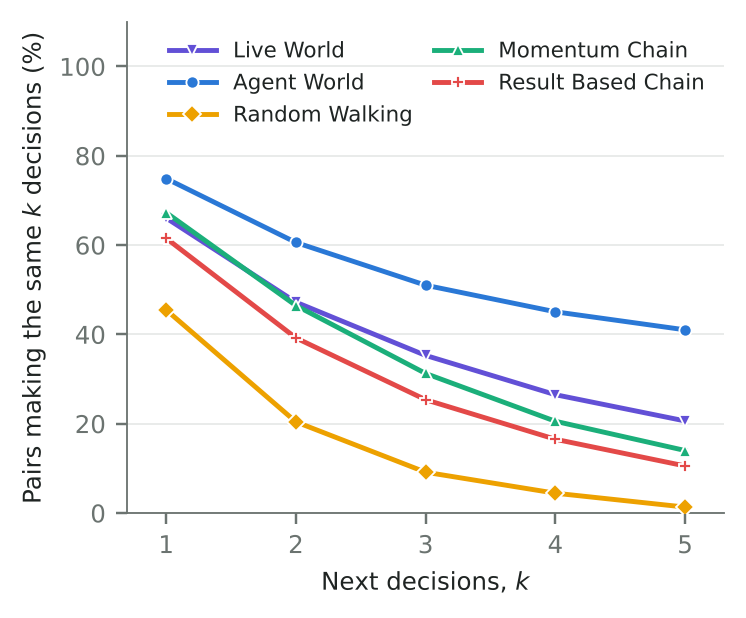 Pairs making the same k decisions (%)
Live World
Agent World
Random Walking
Momentum Chain
Result Based Chain
100
80
60
40
20
0
1 2 3 4 5
Next decisions, k